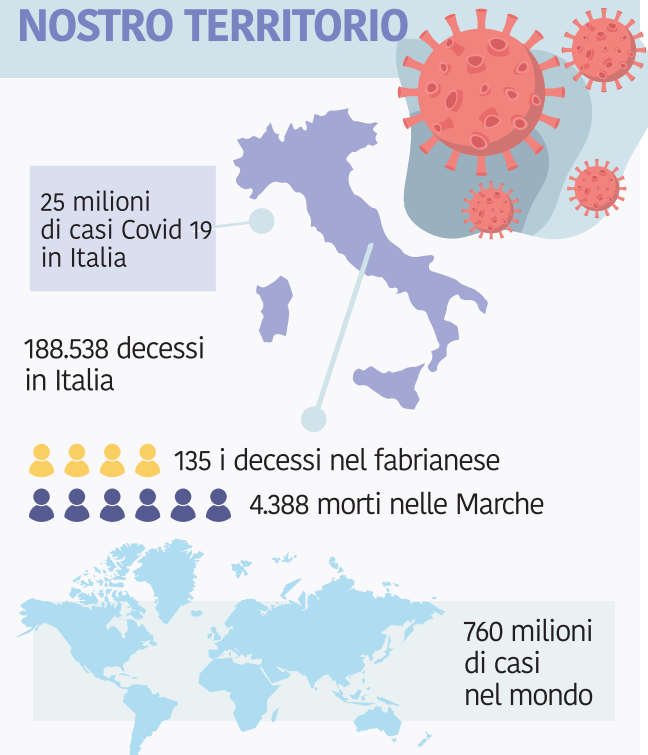 NOSTRO TERRITORIO
25 milioni
di casi Covid 19
in Italia
188.538 decessi
in Italia
135 i decessi nel fabrianese
4.388 morti nelle Marche
760 milioni
di casi
nel mondo